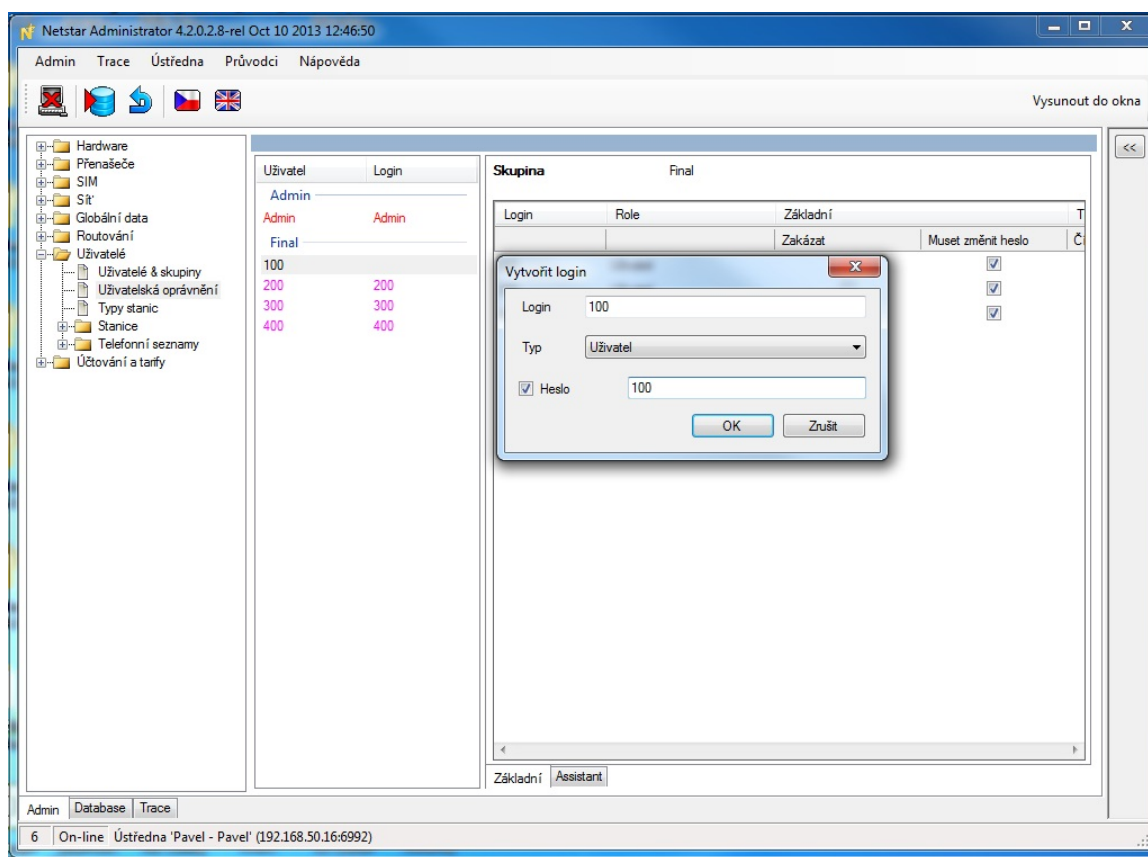 Netstar Administrator 4.2.0.2.8-rel Oct 10 2013 12:46:50
Admin Trace Ústředna Průvodci Nápověda
Vysunout do okna
<<
Hardware
Přenašeče
SIM
Síť
Globální data
Routování
Uživatelé
Uživatelé & skupiny
Uživatelská oprávnění
Typy stanic
Stanice
Telefonní seznamy
Účtování a tarify
Uživatel Login
Admin
Admin Admin
Final
100
200 200
300 300
400 400
Skupina Final
Login Role Základní
Zakázat Muset změnit heslo
Vytvořit login
Login 100
Typ Uživatel
Heslo 100
OK Zrušit
Základní Assistant
Admin Database Trace
6 On-line Ústředna 'Pavel - Pavel' (192.168.50.16:6992)